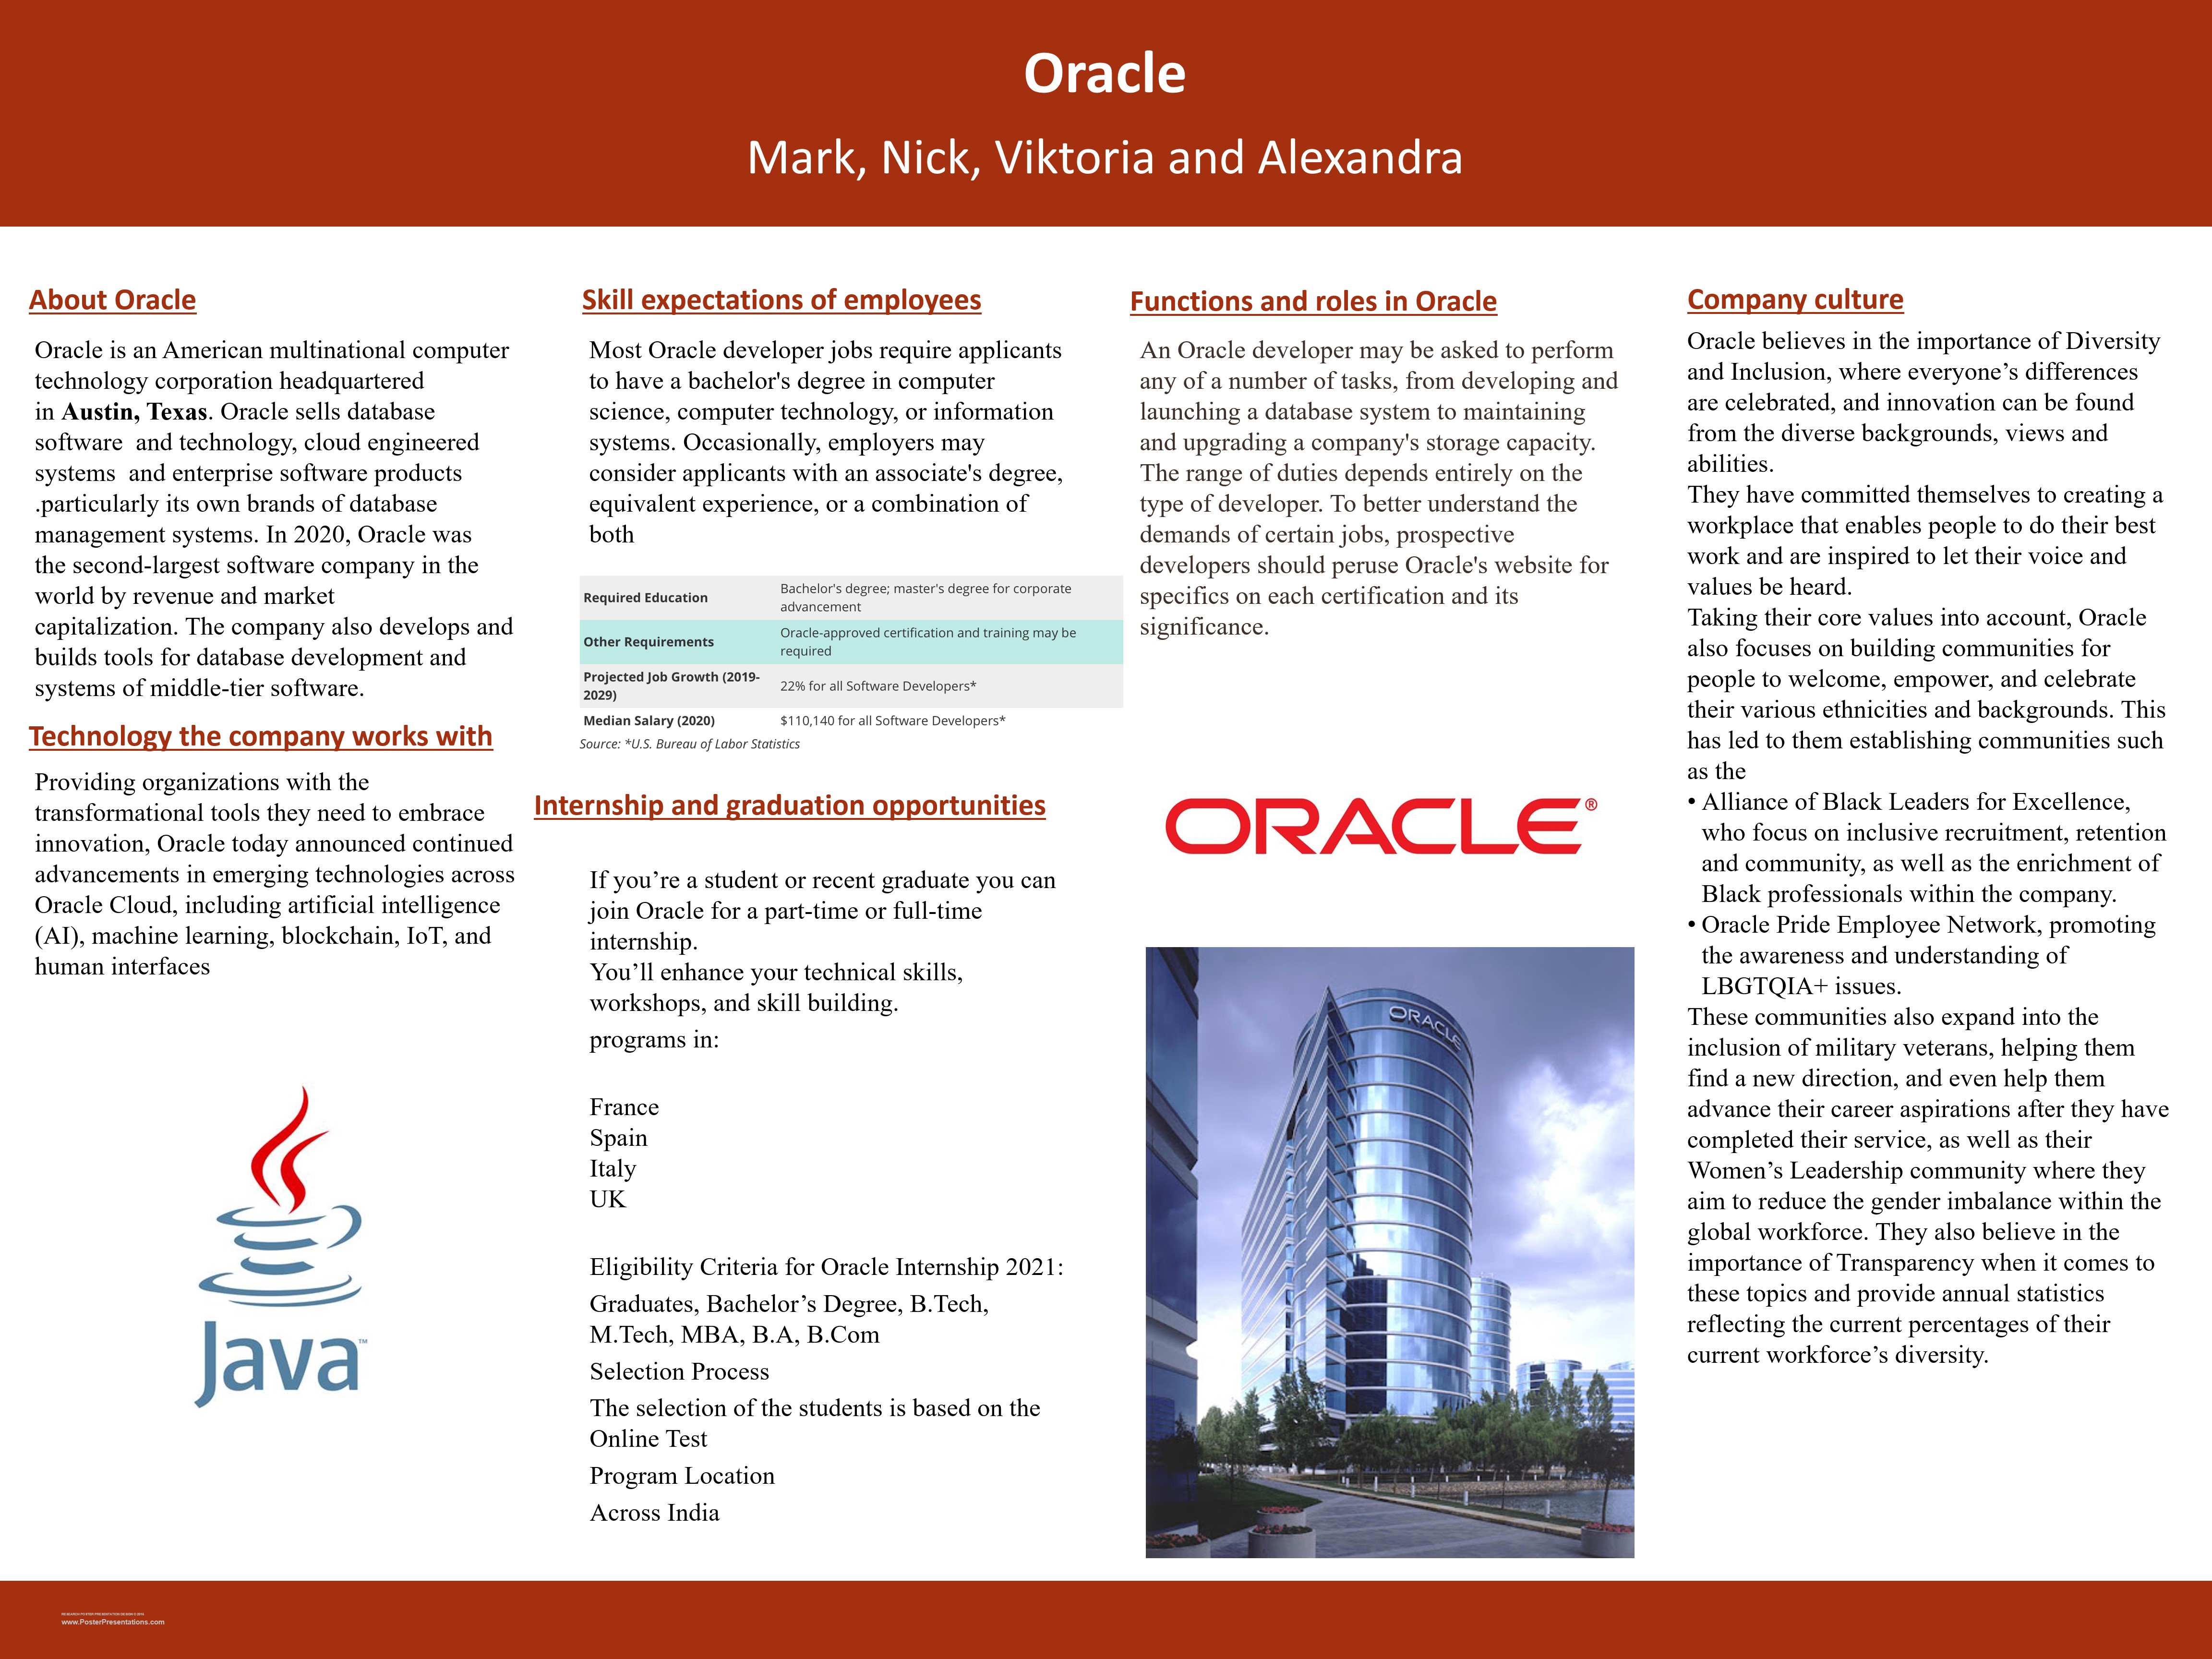 Oracle
Mark, Nick, Viktoria and Alexandra
About Oracle
Oracle is an American multinational computer
technology corporation headquartered
in Austin, Texas. Oracle sells database
software  and technology, cloud engineered
systems  and enterprise software products
.particularly its own brands of database
management systems. In 2020, Oracle was
the second-largest software company in the
world by revenue and market
capitalization. The company also develops and
builds tools for database development and
systems of middle-tier software.
Technology the company works with
Providing organizations with the
transformational tools they need to embrace
innovation, Oracle today announced continued
advancements in emerging technologies across
Oracle Cloud, including artificial intelligence
(AI), machine learning, blockchain, IoT, and
human interfaces
Java™
Skill expectations of employees
Most Oracle developer jobs require applicants
to have a bachelor's degree in computer
science, computer technology, or information
systems. Occasionally, employers may
consider applicants with an associate's degree,
equivalent experience, or a combination of
both
Required Education
Bachelor's degree; master's degree for corporate
advancement
Other Requirements
Oracle-approved certification and training may be
required
Projected Job Growth (2019-
2029)
22% for all Software Developers*
Median Salary (2020)
$110,140 for all Software Developers*
Source: *U.S. Bureau of Labor Statistics
Internship and graduation opportunities
If you’re a student or recent graduate you can
join Oracle for a part-time or full-time
internship.
You’ll enhance your technical skills,
workshops, and skill building.
programs in:
France
Spain
Italy
UK
Eligibility Criteria for Oracle Internship 2021:
Graduates, Bachelor’s Degree, B.Tech,
M.Tech, MBA, B.A, B.Com
Selection Process
The selection of the students is based on the
Online Test
Program Location
Across India
Functions and roles in Oracle
An Oracle developer may be asked to perform
any of a number of tasks, from developing and
launching a database system to maintaining
and upgrading a company's storage capacity.
The range of duties depends entirely on the
type of developer. To better understand the
demands of certain jobs, prospective
developers should peruse Oracle's website for
specifics on each certification and its
significance.
ORACLE®
ORACLE
Company culture
Oracle believes in the importance of Diversity
and Inclusion, where everyone’s differences
are celebrated, and innovation can be found
from the diverse backgrounds, views and
abilities.
They have committed themselves to creating a
workplace that enables people to do their best
work and are inspired to let their voice and
values be heard.
Taking their core values into account, Oracle
also focuses on building communities for
people to welcome, empower, and celebrate
their various ethnicities and backgrounds. This
has led to them establishing communities such
as the
• Alliance of Black Leaders for Excellence,
who focus on inclusive recruitment, retention
and community, as well as the enrichment of
Black professionals within the company.
• Oracle Pride Employee Network, promoting
the awareness and understanding of
LBGTQIA+ issues.
These communities also expand into the
inclusion of military veterans, helping them
find a new direction, and even help them
advance their career aspirations after they have
completed their service, as well as their
Women’s Leadership community where they
aim to reduce the gender imbalance within the
global workforce. They also believe in the
importance of Transparency when it comes to
these topics and provide annual statistics
reflecting the current percentages of their
current workforce’s diversity.
RESEARCH POSTER PRESENTATION DESIGN ©
www.PosterPresentations.com